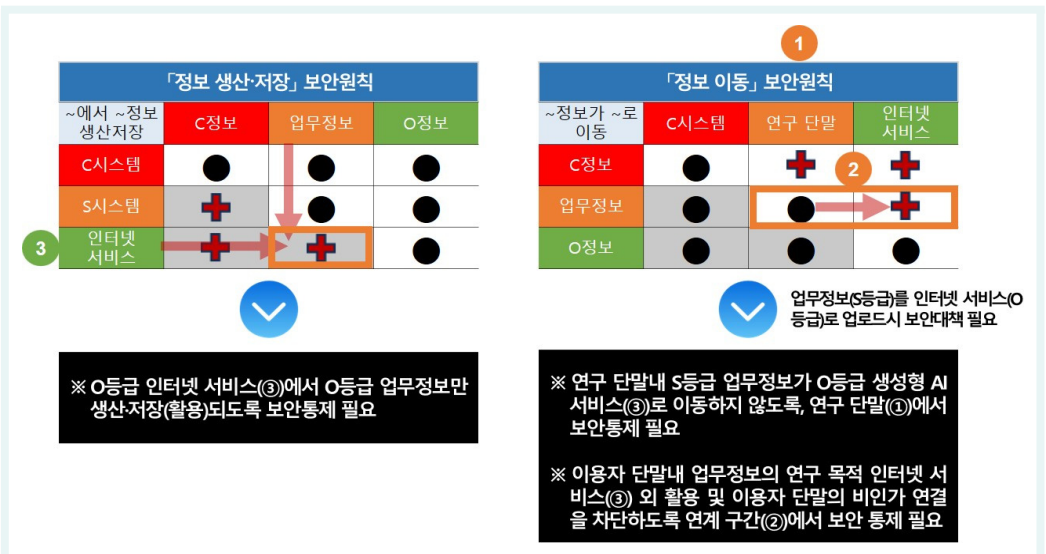 「정보 생산·저장」 보안원칙
~에서 ~정보
생산저장
C정보
업무정보
O정보
C시스템
S시스템
3
인터넷
서비스
※ O등급 인터넷 서비스(③)에서 O등급 업무정보만
생산·저장(활용)되도록 보안통제 필요
1
「정보 이동」 보안원칙
~정보가 ~로
이동
C시스템
연구 단말
인터넷
서비스
C정보
2
업무정보
O정보
업무정보(S등급)를 인터넷 서비스(O
등급)로 업로드시 보안대책 필요
※ 연구 단말내 S등급 업무정보가 O등급 생성형 AI
서비스(③)로 이동하지 않도록, 연구 단말(①)에서
보안통제 필요
※ 이용자 단말내 업무정보의 연구 목적 인터넷 서
비스(③) 외 활용 및 이용자 단말의 비인가 연결
을 차단하도록 연계 구간(②)에서 보안 통제 필요